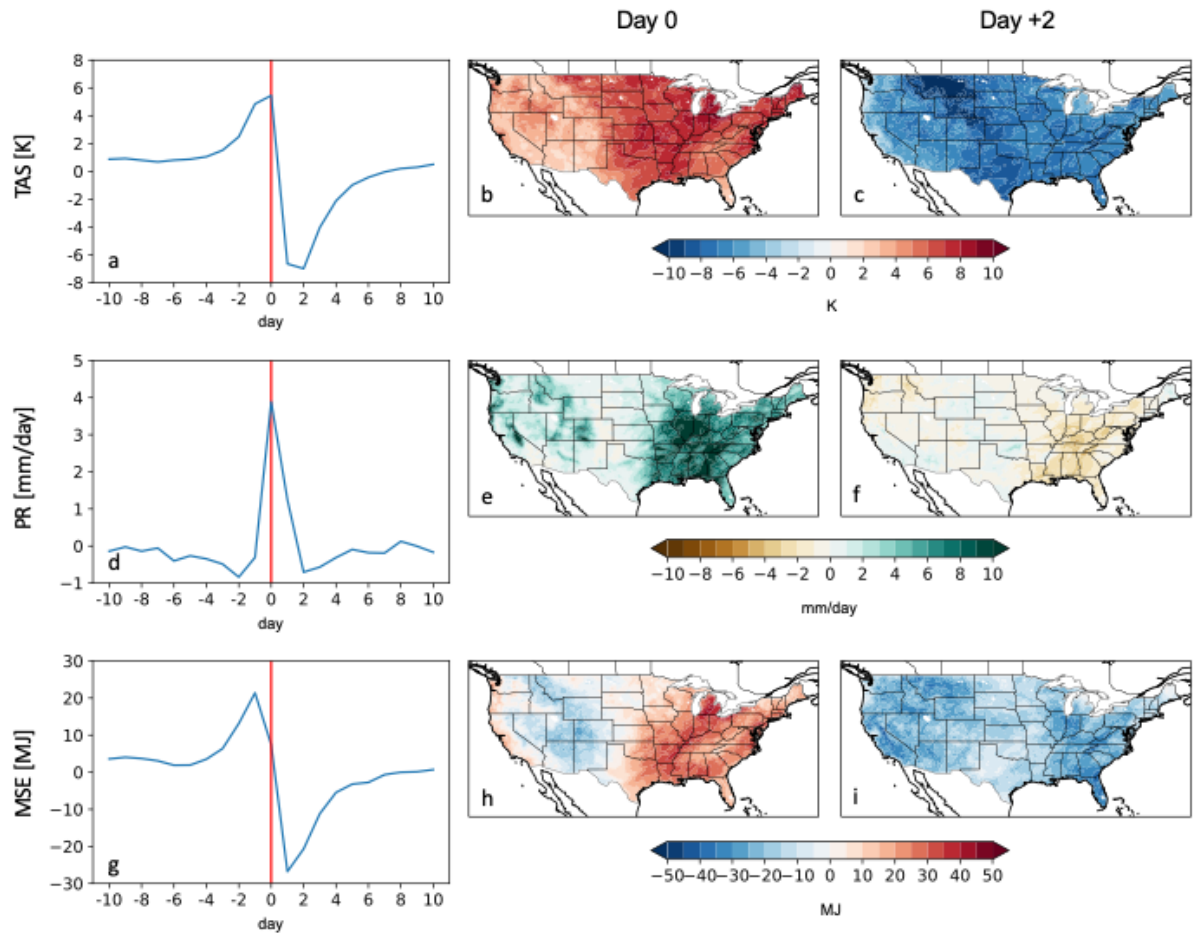 Day 0
Day +2
TAS [K]
8
6
4
2
0
-2
-4
-6
-8
a
-10 -8 -6 -4 -2 0 2 4 6 8 10
day
b
c
−10 −8 −6 −4 −2 0 2 4 6 8 10
K
PR [mm/day]
5
4
3
2
1
0
−1
d
-10 -8 -6 -4 -2 0 2 4 6 8 10
day
e
f
−10 −8 −6 −4 −2 0 2 4 6 8 10
mm/day
MSE [MJ]
30
20
10
0
−10
−20
−30
g
-10 -8 -6 -4 -2 0 2 4 6 8 10
day
h
i
−50−40−30−20−10 0 10 20 30 40 50
MJ